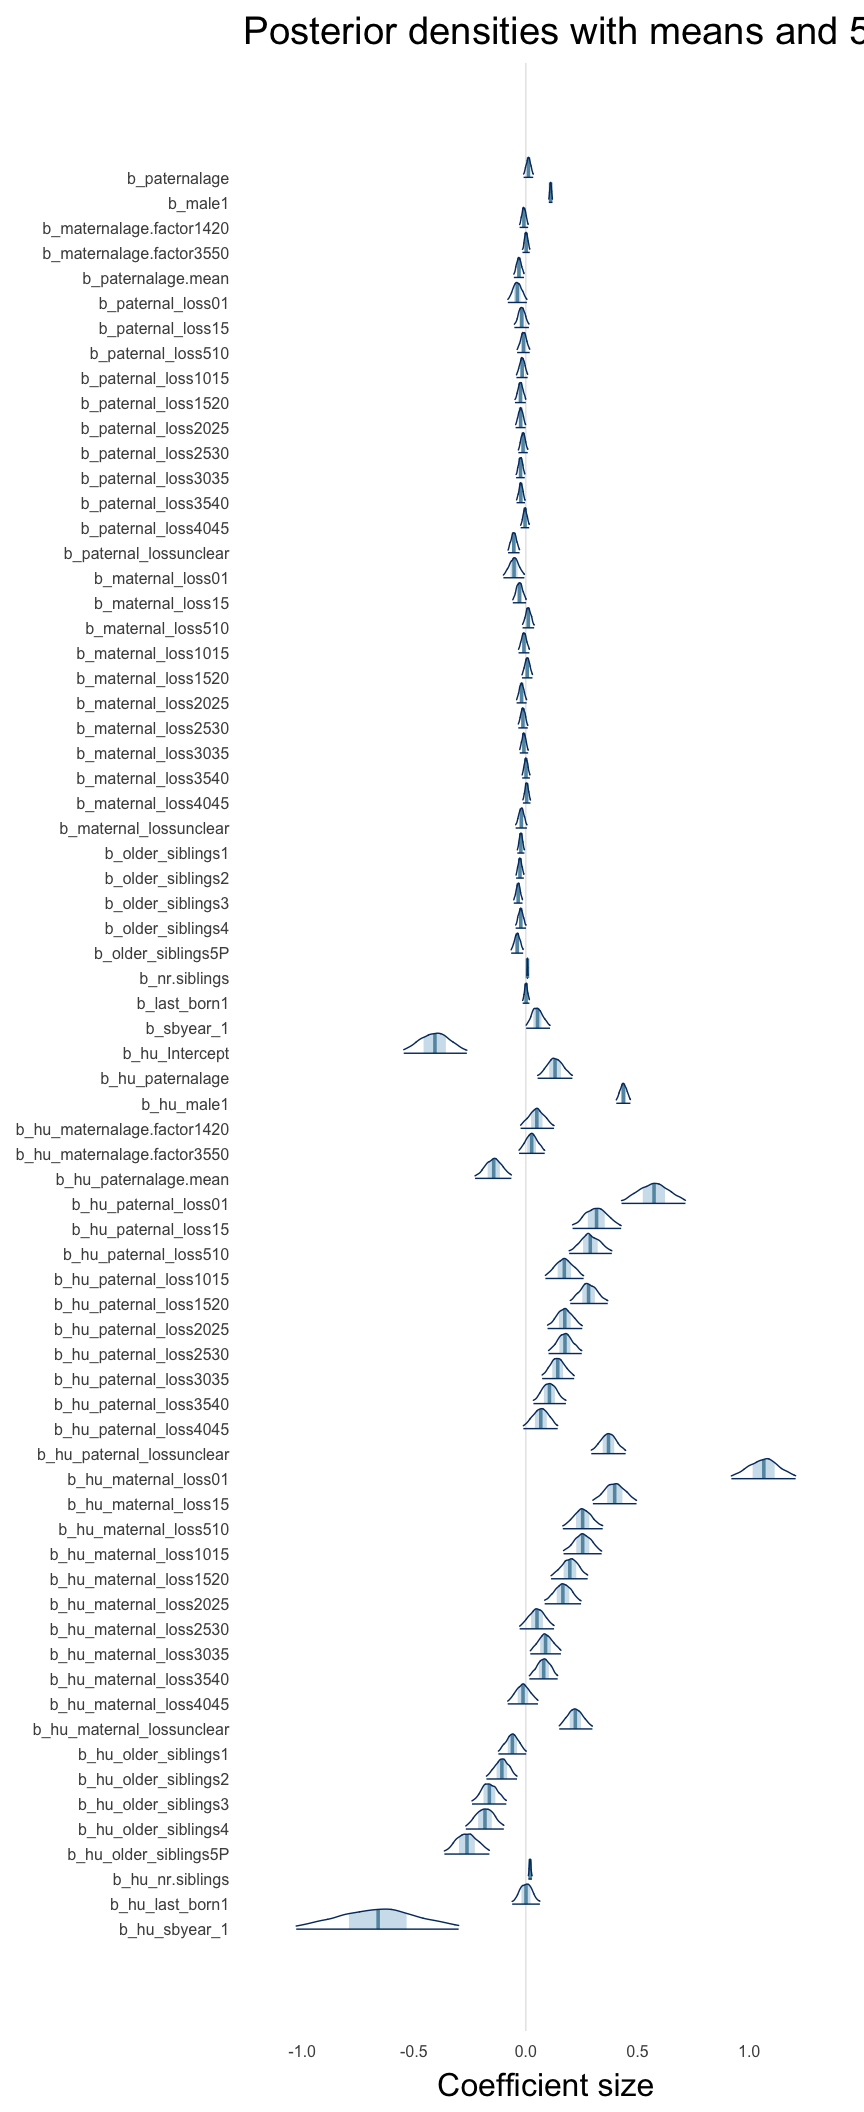 Posterior densities with means and 5
b_paternalage
b_male1
b_maternalage.factor1420
b_maternalage.factor3550
b_paternalage.mean
b_paternal_loss01
b_paternal_loss15
b_paternal_loss510
b_paternal_loss1015
b_paternal_loss1520
b_paternal_loss2025
b_paternal_loss2530
b_paternal_loss3035
b_paternal_loss3540
b_paternal_loss4045
b_paternal_lossunclear
b_maternal_loss01
b_maternal_loss15
b_maternal_loss510
b_maternal_loss1015
b_maternal_loss1520
b_maternal_loss2025
b_maternal_loss2530
b_maternal_loss3035
b_maternal_loss3540
b_maternal_loss4045
b_maternal_lossunclear
b_older_siblings1
b_older_siblings2
b_older_siblings3
b_older_siblings4
b_older_siblings5P
b_nr.siblings
b_last_born1
b_sbyear_1
b_hu_Intercept
b_hu_paternalage
b_hu_male1
b_hu_maternalage.factor1420
b_hu_maternalage.factor3550
b_hu_paternalage.mean
b_hu_paternal_loss01
b_hu_paternal_loss15
b_hu_paternal_loss510
b_hu_paternal_loss1015
b_hu_paternal_loss1520
b_hu_paternal_loss2025
b_hu_paternal_loss2530
b_hu_paternal_loss3035
b_hu_paternal_loss3540
b_hu_paternal_loss4045
b_hu_paternal_lossunclear
b_hu_maternal_loss01
b_hu_maternal_loss15
b_hu_maternal_loss510
b_hu_maternal_loss1015
b_hu_maternal_loss1520
b_hu_maternal_loss2025
b_hu_maternal_loss2530
b_hu_maternal_loss3035
b_hu_maternal_loss3540
b_hu_maternal_loss4045
b_hu_maternal_lossunclear
b_hu_older_siblings1
b_hu_older_siblings2
b_hu_older_siblings3
b_hu_older_siblings4
b_hu_older_siblings5P
b_hu_nr.siblings
b_hu_last_born1
b_hu_sbyear_1
-1.0 -0.5 0.0 0.5 1.0
Coefficient size